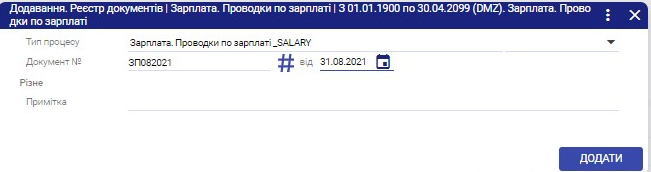 Додавання. Реєстр документів | Зарплата. Проводки по зарплаті | З 01.01.1900 по 30.04.2099 (DMZ). Зарплата. Прово
дки по зарплаті
Тип процесу Зарплата. Проводки по зарплаті _SALARY
Документ № ЗП082021 # від 31.08.2021
Різне
Примітка
ДОДАТИ